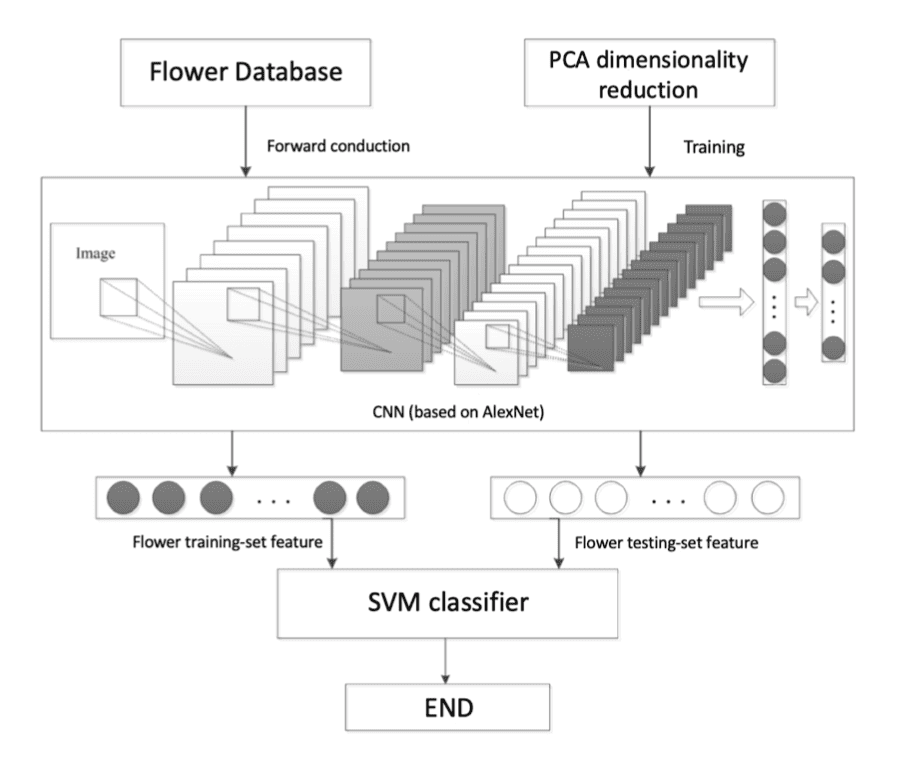 Flower Database
PCA dimensionality
reduction
Forward conduction
Training
Image
CNN (based on AlexNet)
Flower training-set feature
Flower testing-set feature
SVM classifier
END